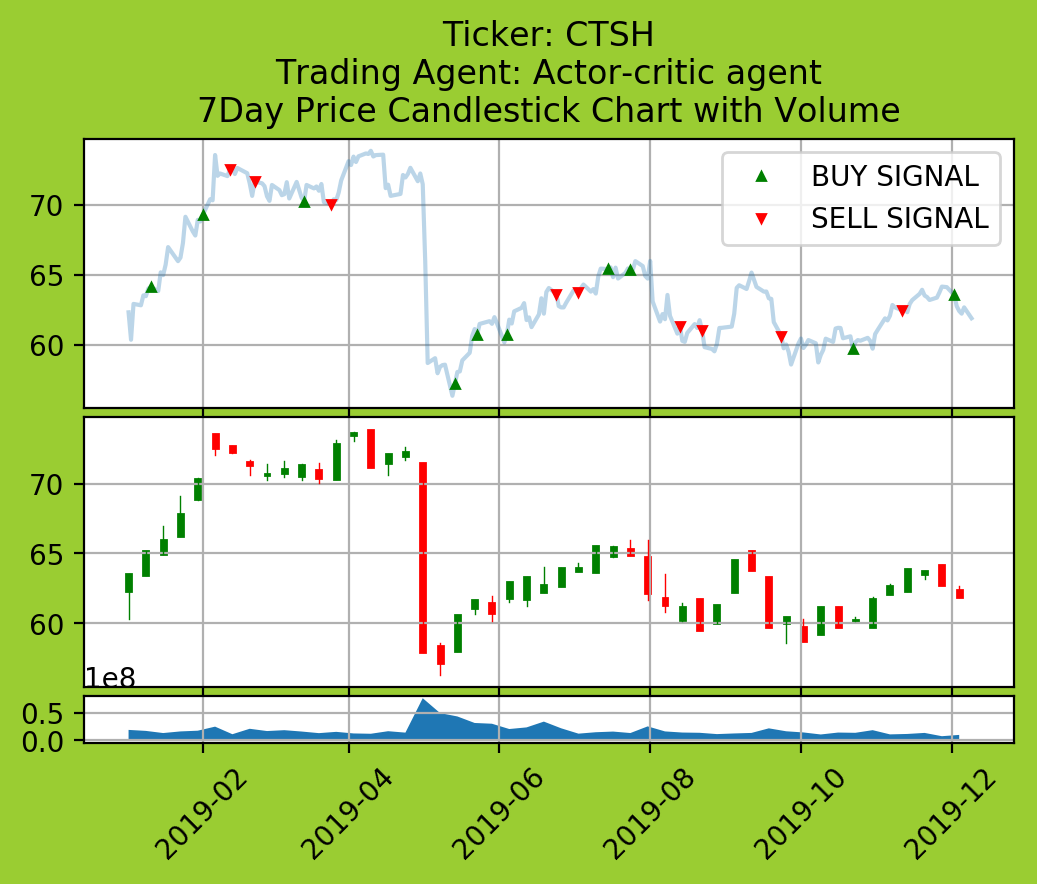 Ticker: CTSH
Trading Agent: Actor-critic agent
7Day Price Candlestick Chart with Volume
BUY SIGNAL
SELL SIGNAL
70
65
60
70
65
60
1e8
0.5
0.0
2019-02
2019-04
2019-06
2019-08
2019-10
2019-12